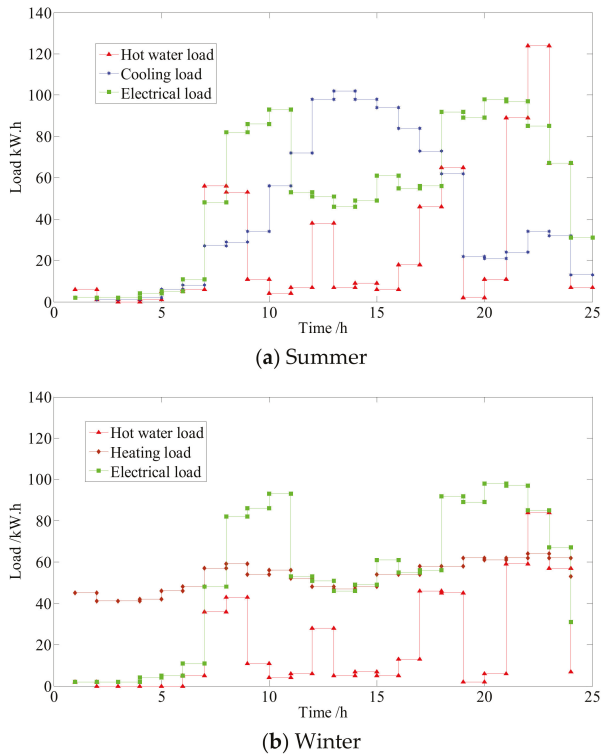 140
120
100
80
60
40
20
0
Load kW.h
Hot water load
Cooling load
Electrical load
0 5 10 15 20 25
Time /h
(a) Summer
140
120
100
80
60
40
20
0
Load /kW.h
Hot water load
Heating load
Electrical load
0 5 10 15 20 25
Time /h
(b) Winter